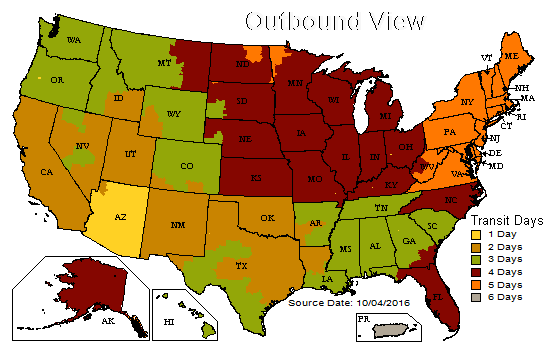 Outbound View
WA
OR
MT
ID
WY
NV
UT
CA
CO
AZ
NM
ND
SD
NE
KS
OK
TX
MN
IA
MO
AR
LA
WI
IL
MI
IN
OH
KY
TN
MS
AL
GA
SC
NC
FL
WV
VA
PA
NY
VT
ME
NH
MA
RI
CT
NJ
DE
MD
AK
HI
PR
Transit Days
1 Day
2 Days
3 Days
4 Days
5 Days
6 Days
Source Date: 10/04/2016